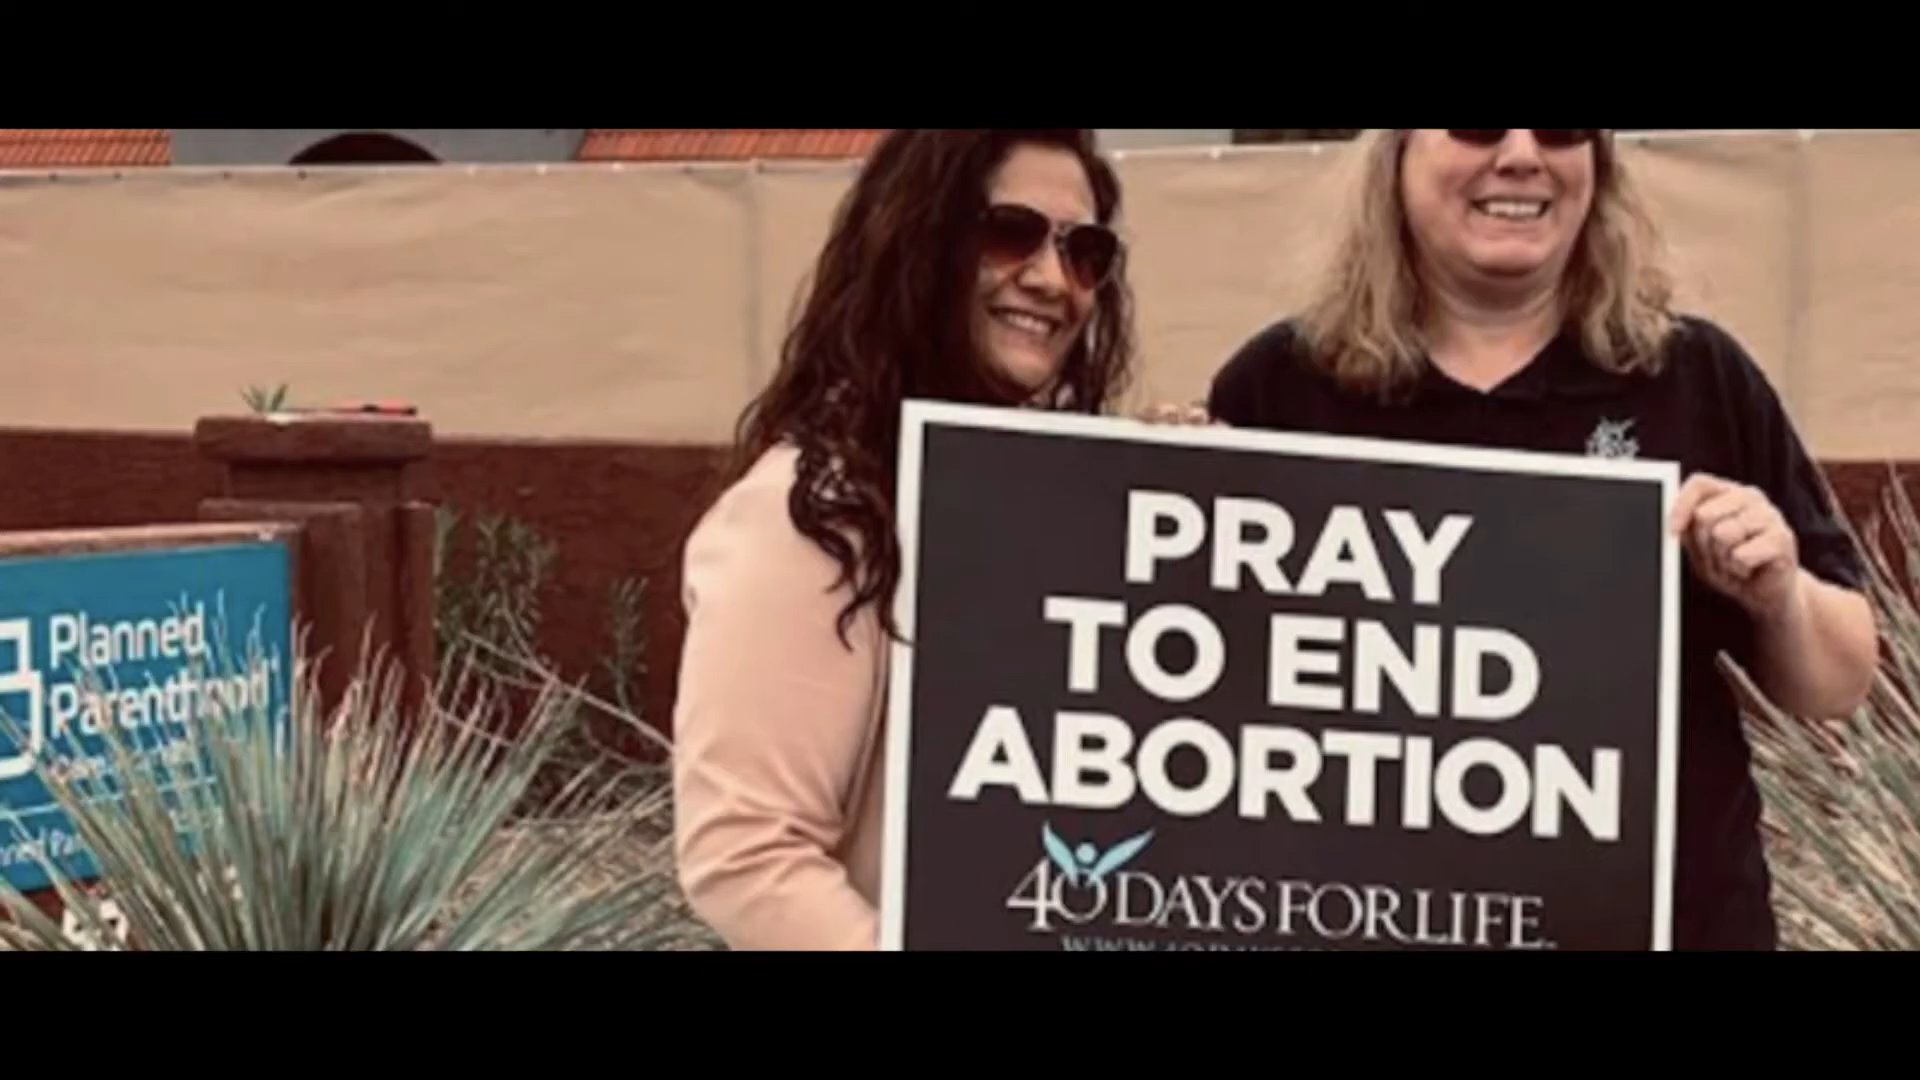 Planned
Parenthood
PRAY
TO END
ABORTION
40 DAYS FOR LIFE